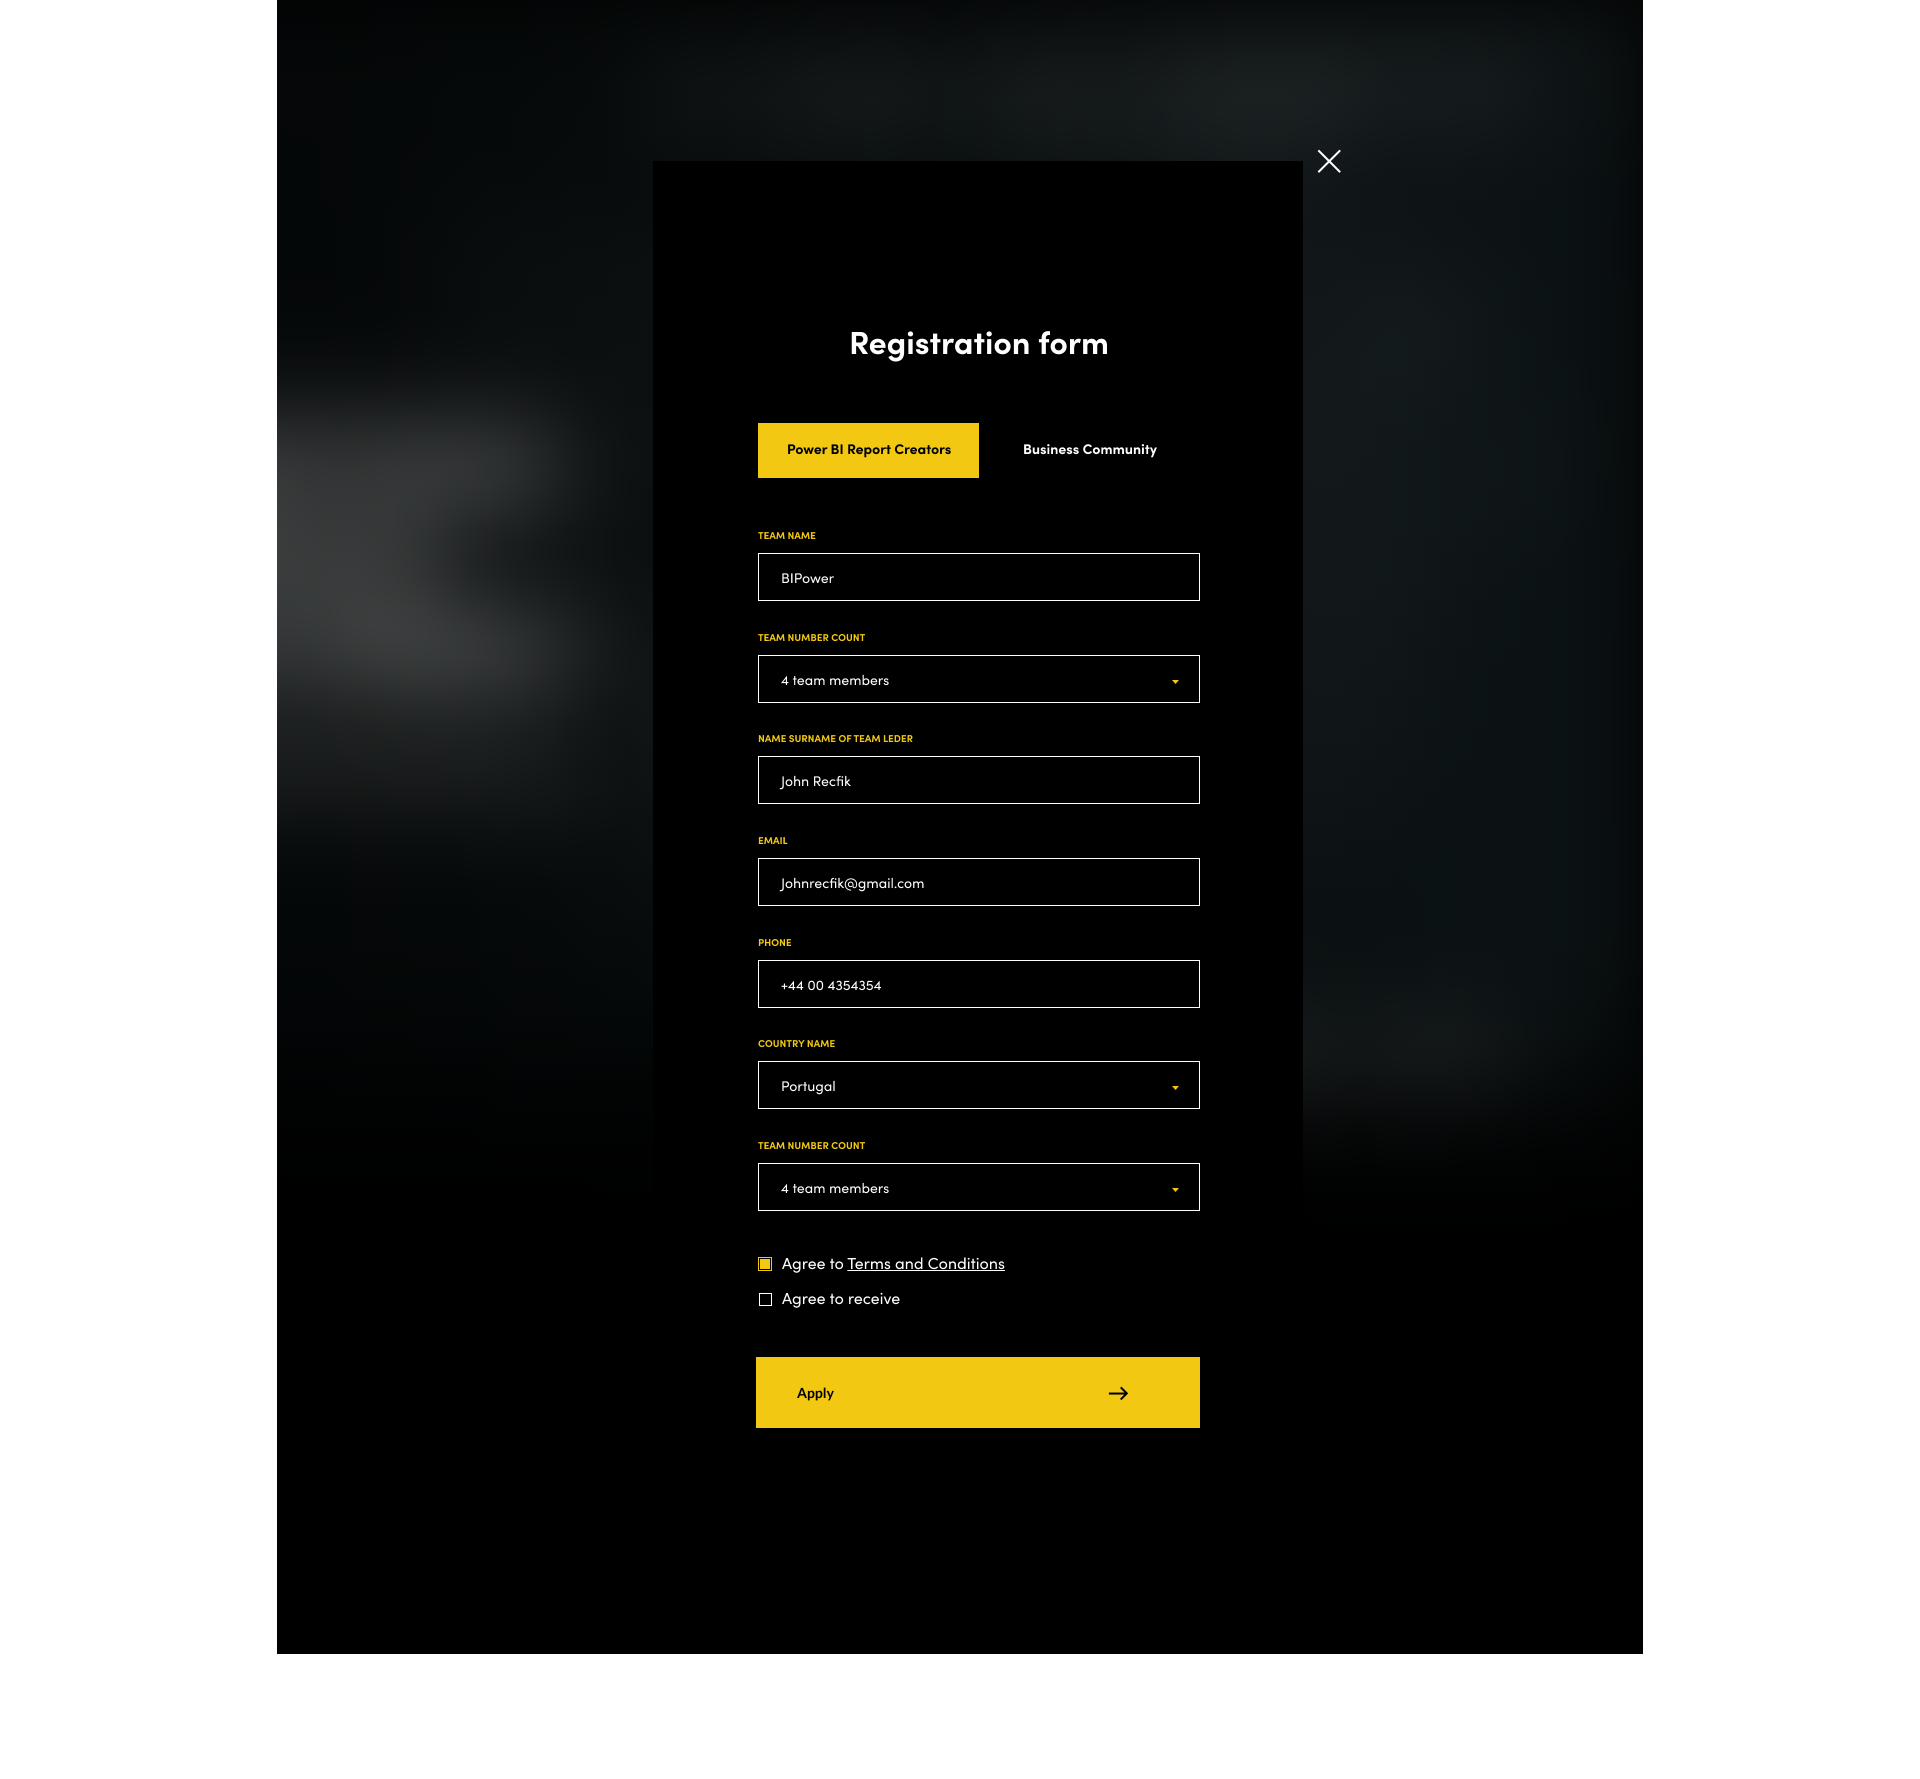 Registration form
Power BI Report Creators
Business Community
TEAM NAME
BIPower
TEAM NUMBER COUNT
4 team members
NAME SURNAME OF TEAM LEDER
John Recfik
EMAIL
Johnrecfik@gmail.com
PHONE
+44 00 4354354
COUNTRY NAME
Portugal
TEAM NUMBER COUNT
4 team members
Agree to Terms and Conditions
Agree to receive
Apply